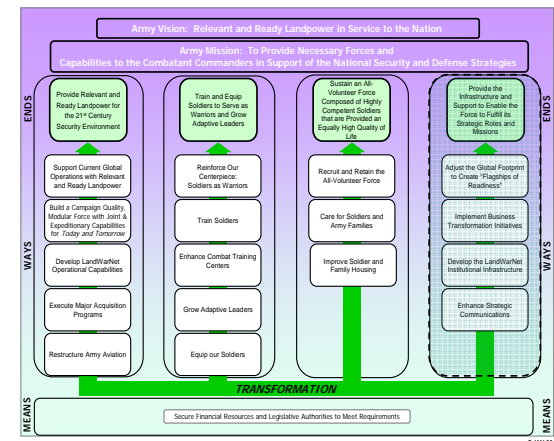 Army Vision: Relevant and Ready Landpower in Service to the Nation
Army Mission: To Provide Necessary Forces and
Capabilities to the Combatant Commanders in Support of the National Security and Defense Strategies
ENDS
Provide Relevant and
Ready Landpower for
the 21st Century
Security Environment
Train and Equip
Soldiers to Serve as
Warriors and Grow
Adaptive Leaders
Sustain an All-
Volunteer Force
Composed of Highly
Competent Soldiers
that are Provided an
Equally High Quality of
Life
Provide the
Infrastructure and
Support to Enable the
Force to Fulfill its
Strategic Roles and
Missions
ENDS
WAYS
Support Current Global
Operations with Relevant
and Ready Landpower
Build a Campaign Quality,
Modular Force with Joint &
Expeditionary Capabilities
for Today and Tomorrow
Develop LandWarNet
Operational Capabilities
Execute Major Acquisition
Programs
Restructure Army Aviation
Reinforce Our
Centerpiece:
Soldiers as Warriors
Train Soldiers
Enhance Combat Training
Centers
Grow Adaptive Leaders
Equip our Soldiers
Recruit and Retain the
All-Volunteer Force
Care for Soldiers and
Army Families
Improve Soldier and
Family Housing
Adjust the Global Footprint
to Create "Flagships of
Readiness"
Implement Business
Transformation Initiatives
Develop the LandWarNet
Institutional Infrastructure
Enhance Strategic
Communications
WAYS
TRANSFORMATION
MEANS
Secure Financial Resources and Legislative Authorities to Meet Requirements
MEANS